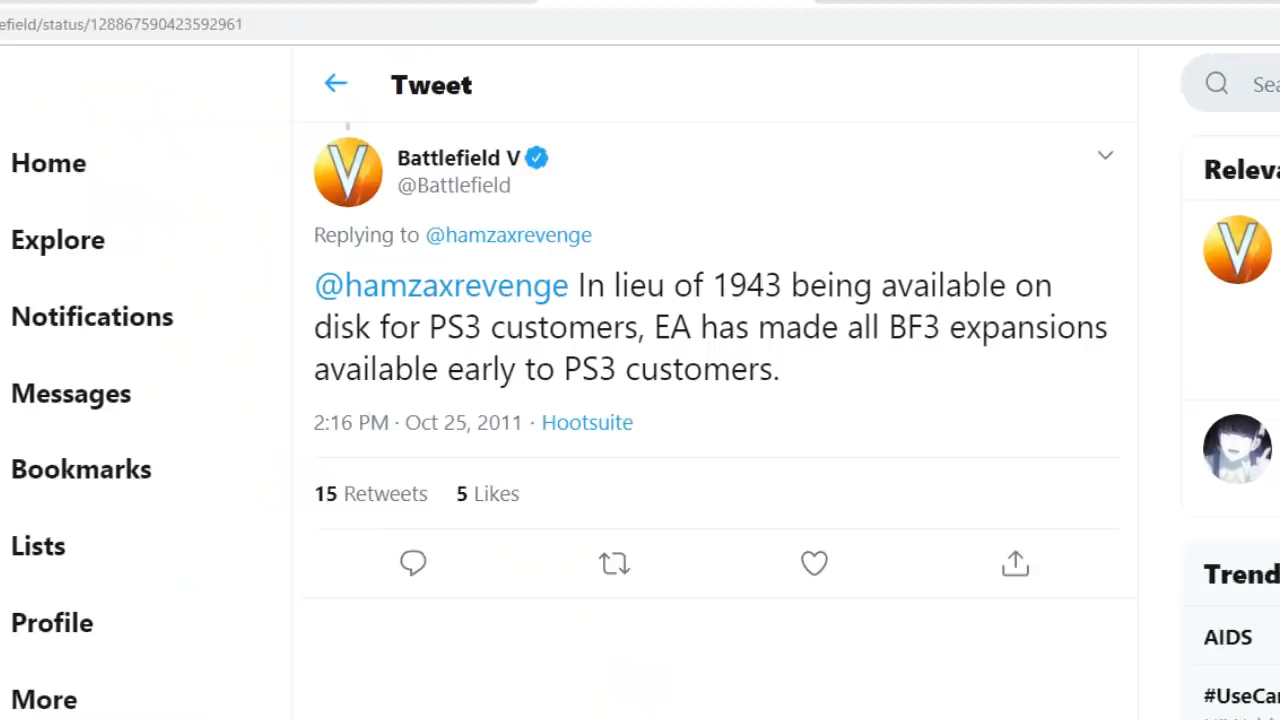 efield/status/128867590423592961
Tweet
Sea
Home
Explore
Notifications
Messages
Bookmarks
Lists
Profile
More
Battlefield V
@Battlefield
Replying to @hamzaxrevenge
@hamzaxrevenge In lieu of 1943 being available on
disk for PS3 customers, EA has made all BF3 expansions
available early to PS3 customers.
2:16 PM · Oct 25, 2011 · Hootsuite
15 Retweets 5 Likes
Releva
Trend
AIDS
#UseCar